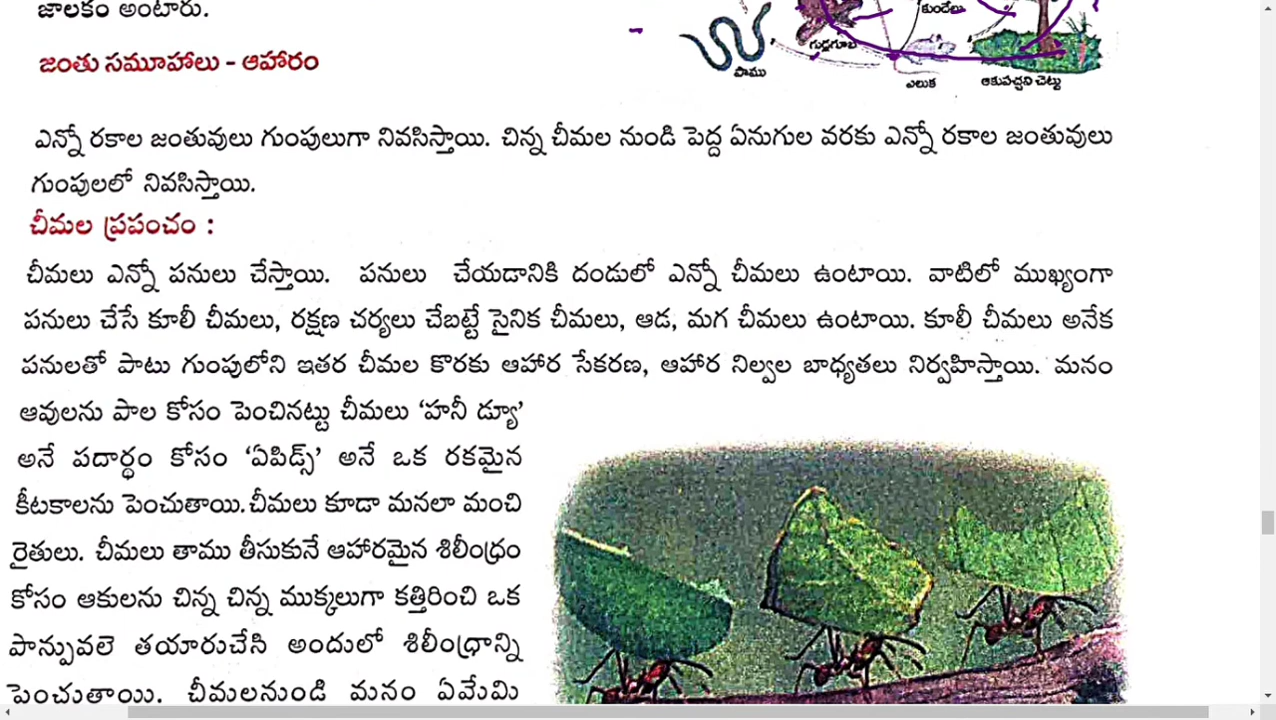 జాలకం అంటారు.
కుందేలు
గుడ్లగూబ
పాము
ఎలుక
ఆకుపచ్చని చెట్టు
జంతు సమూహాలు - ఆహారం
ఎన్నో రకాల జంతువులు గుంపులుగా నివసిస్తాయి. చిన్న చీమల నుండి పెద్ద ఏనుగుల వరకు ఎన్నో రకాల జంతువులు
గుంపులలో నివసిస్తాయి.
చీమల ప్రపంచం :
చీమలు ఎన్నో పనులు చేస్తాయి. పనులు చేయడానికి దండులో ఎన్నో చీమలు ఉంటాయి. వాటిలో ముఖ్యంగా
పనులు చేసే కూలీ చీమలు, రక్షణ చర్యలు చేబట్టే సైనిక చీమలు, ఆడ, మగ చీమలు ఉంటాయి. కూలీ చీమలు అనేక
పనులతో పాటు గుంపులోని ఇతర చీమల కొరకు ఆహార సేకరణ, ఆహార నిల్వల బాధ్యతలు నిర్వహిస్తాయి. మనం
ఆవులను పాల కోసం పెంచినట్టు చీమలు ‘హనీ డ్యూ’
అనే పదార్థం కోసం ‘ఏపిడ్స్’ అనే ఒక రకమైన
కీటకాలను పెంచుతాయి. చీమలు కూడా మనలా మంచి
రైతులు. చీమలు తాము తీసుకునే ఆహారమైన శిలీంధ్రం
కోసం ఆకులను చిన్న చిన్న ముక్కలుగా కత్తిరించి ఒక
పాన్పువలె తయారుచేసి అందులో శిలీంధ్రాన్ని
పెంచుతాయి. చీమలనుండి మనం ఏమేమి